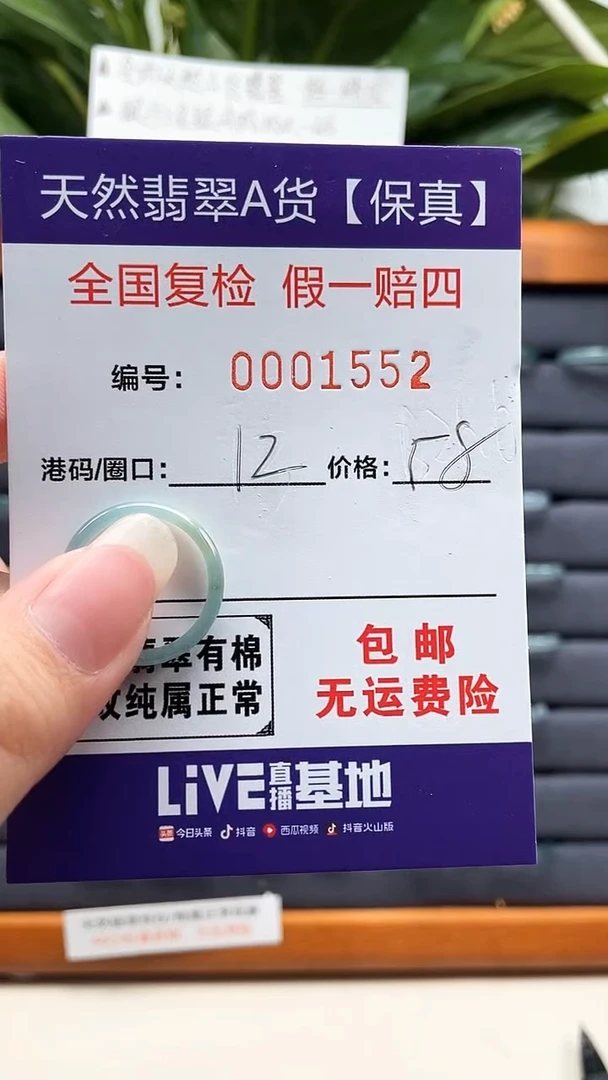 天然翡翠A货【保真】
全国复检 假一赔四
编号： 0001552
港码/圈口： 12 价格： 58
翡翠有棉
纯属正常
包邮
无运费险
LiVE直播基地
头条 今日头条 抖音 西瓜视频 抖音火山版